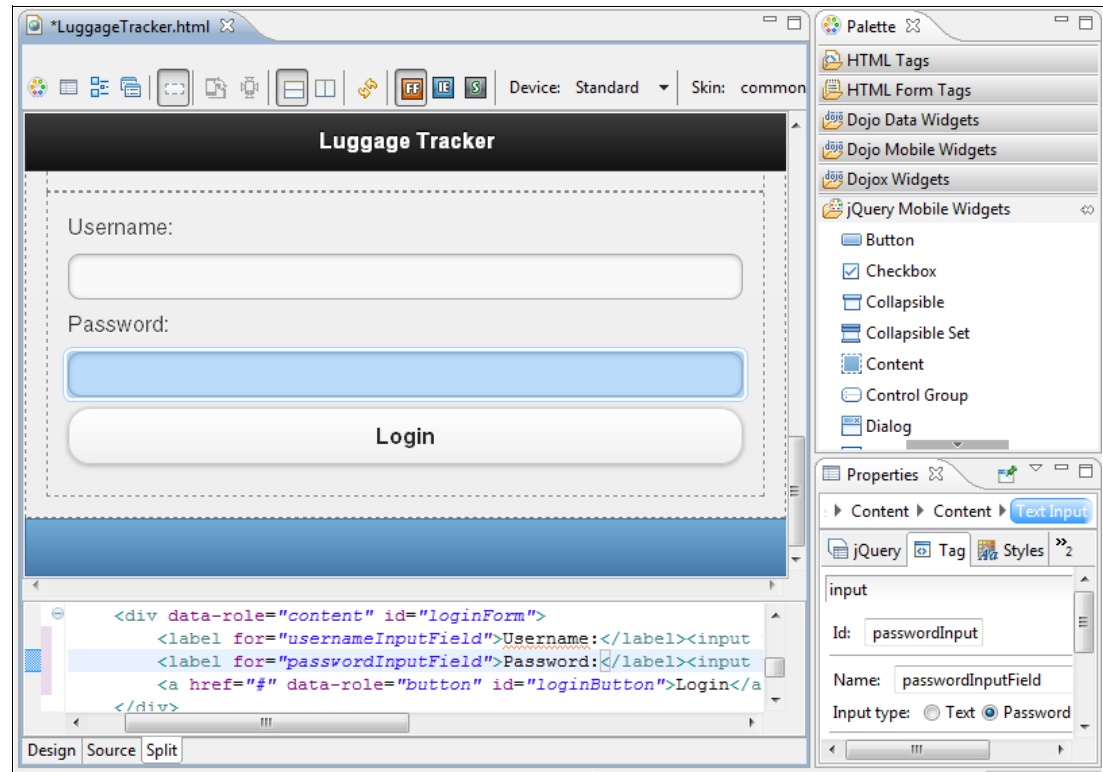 *LuggageTracker.html
Device: Standard Skin: common
Luggage Tracker
Username:
Password:
Login
<div data-role="content" id="loginForm">
<label for="usernameInputField">Username:</label><input
<label for="passwordInputField">Password:</label><input
<a href="#" data-role="button" id="loginButton">Login</a
</div>
Design Source Split
Palette
HTML Tags
HTML Form Tags
Dojo Data Widgets
Dojo Mobile Widgets
Dojox Widgets
jQuery Mobile Widgets
Button
Checkbox
Collapsible
Collapsible Set
Content
Control Group
Dialog
Properties
Content Content Text Input
jQuery Tag Styles »2
input
Id: passwordInput
Name: passwordInputField
Input type: Text Password